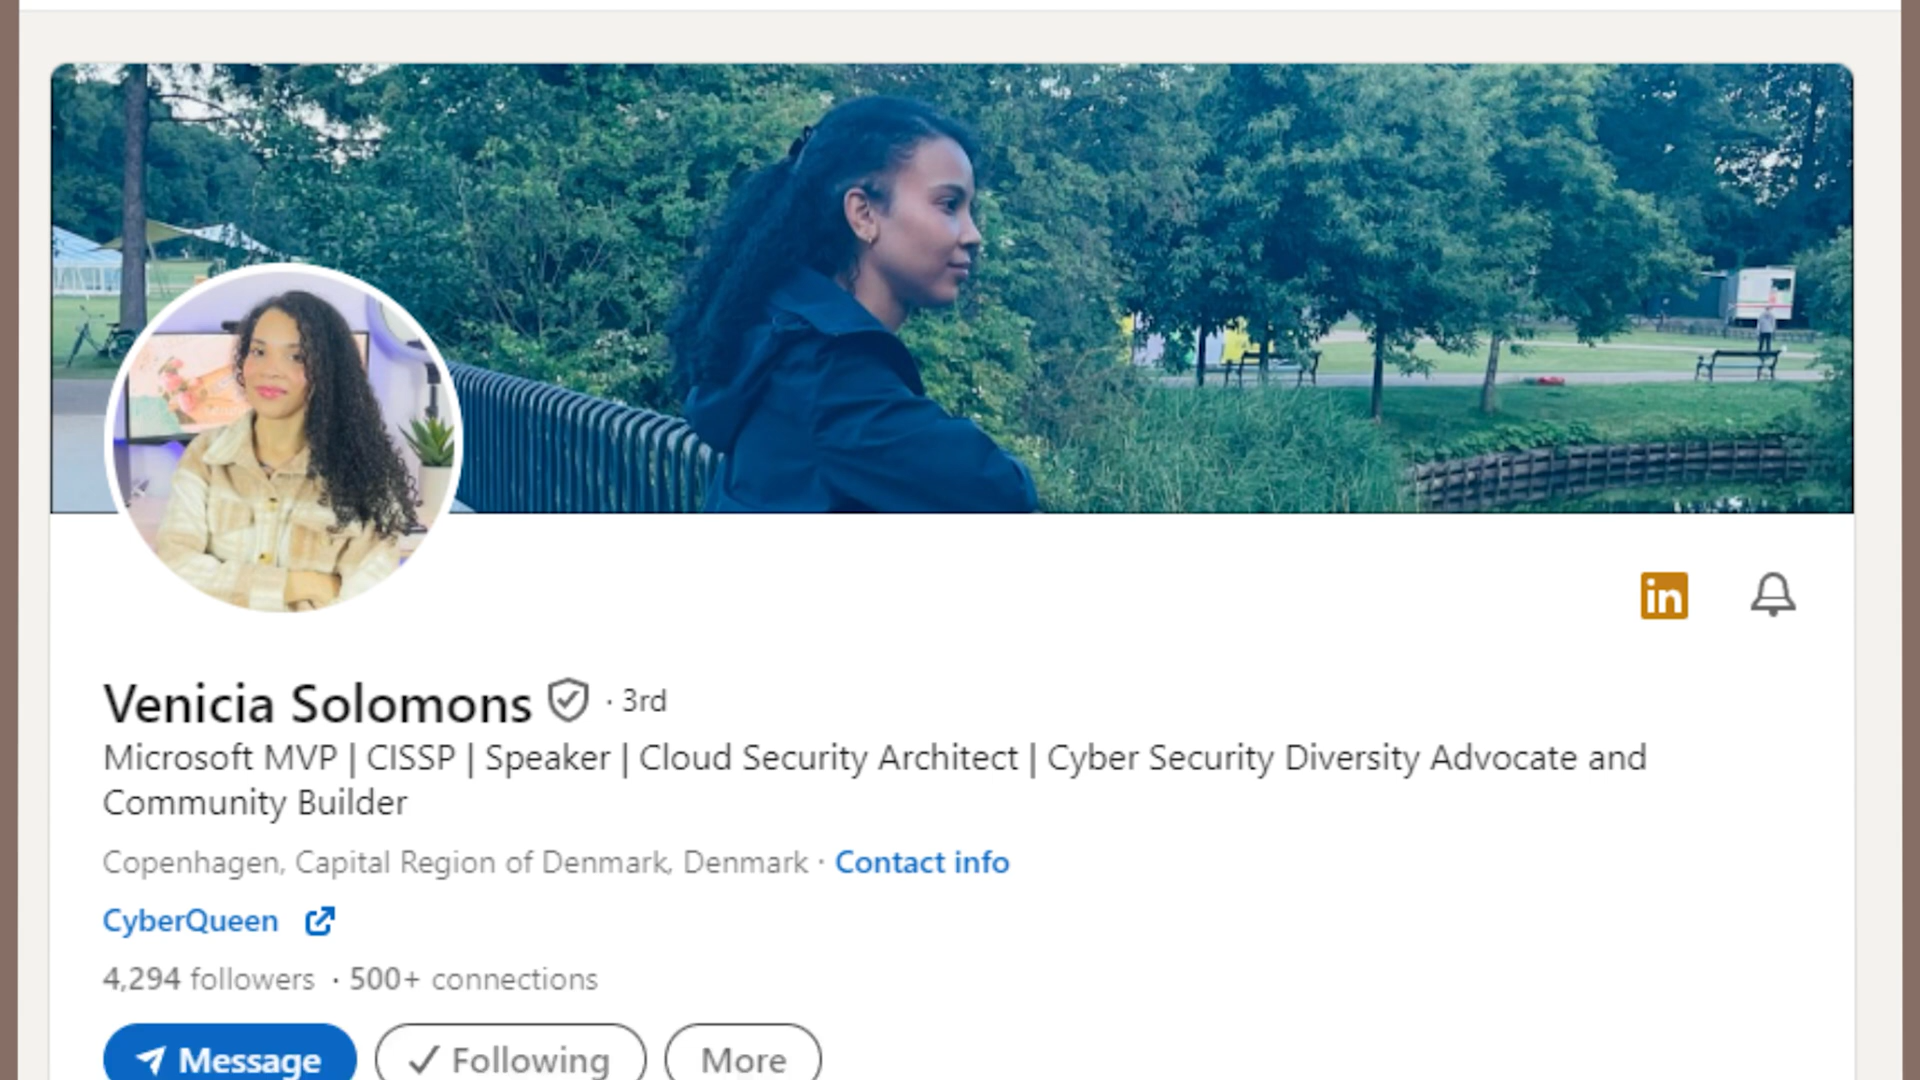 in
Venicia Solomons · 3rd
Microsoft MVP | CISSP | Speaker | Cloud Security Architect | Cyber Security Diversity Advocate and
Community Builder
Copenhagen, Capital Region of Denmark, Denmark · Contact info
CyberQueen
4,294 followers · 500+ connections
Message Following More